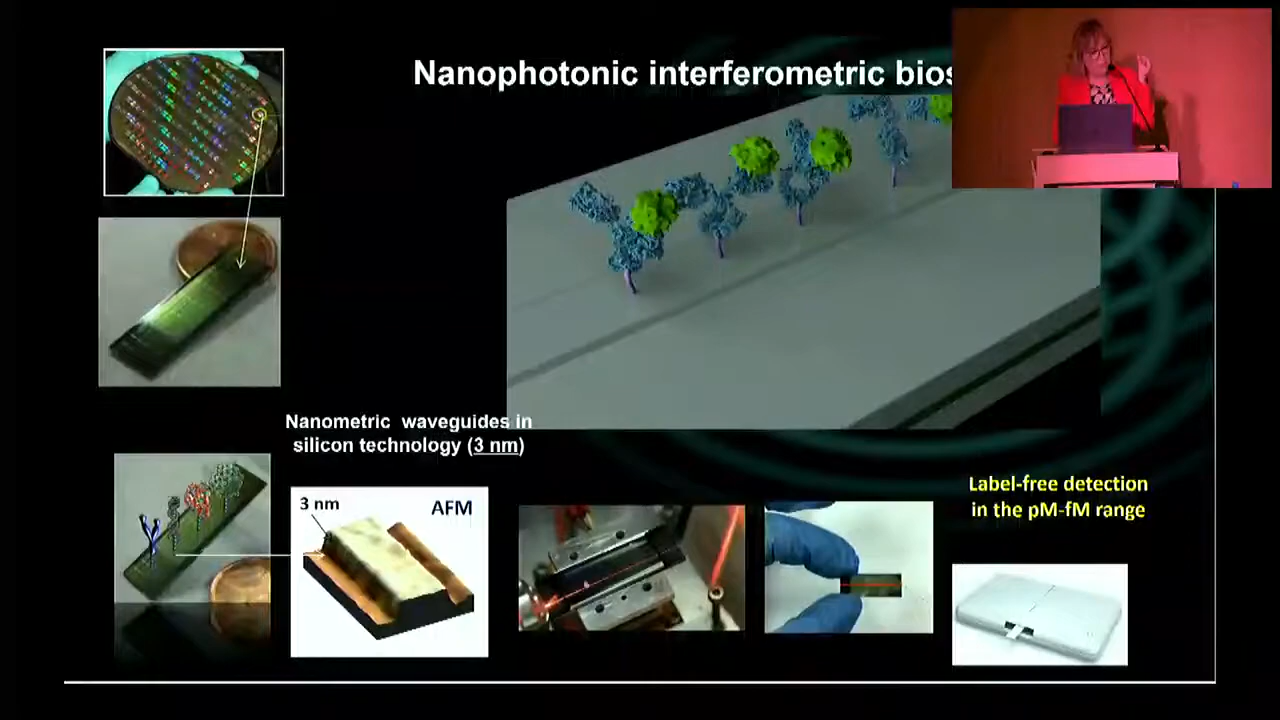 Nanophotonic interferometric bios
Nanometric waveguides in
silicon technology (3 nm)
3 nm
AFM
Label-free detection
in the pM-fM range